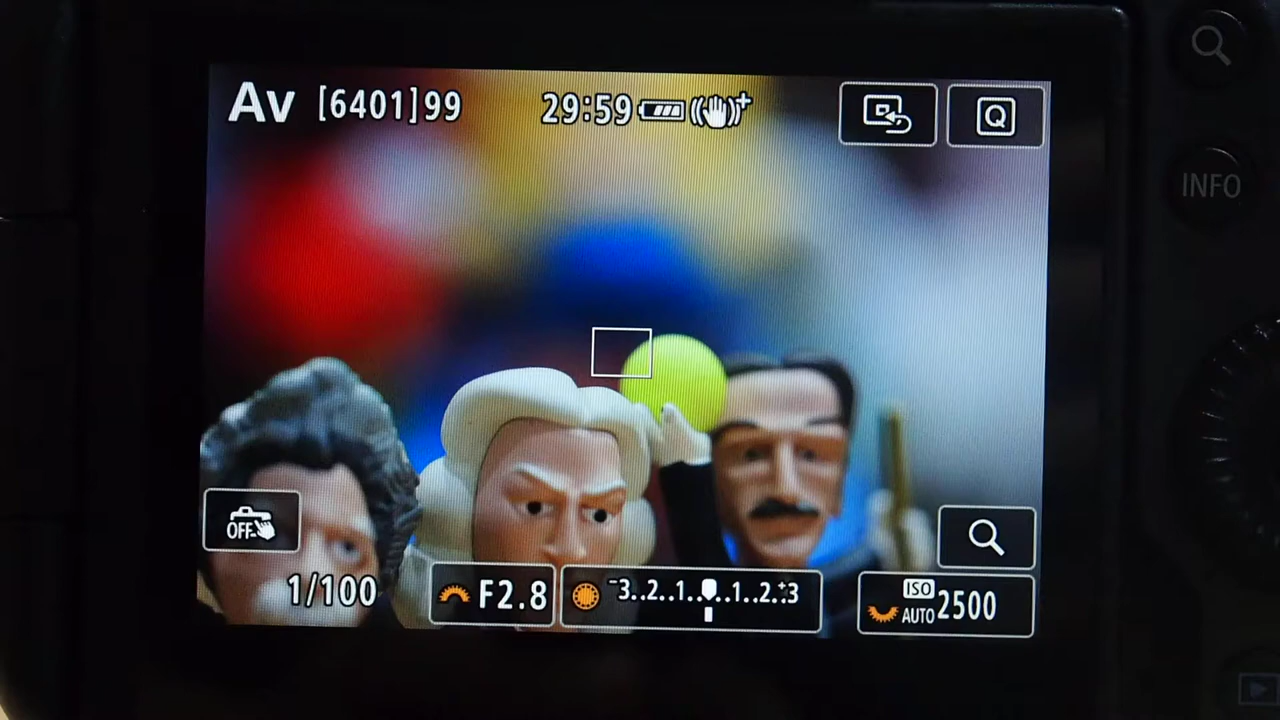 Av [6401]99 29:59 + Q
INFO
OFF
1/100 F2.8 -3..2..1..▮..1..2..+3 ISO AUTO 2500